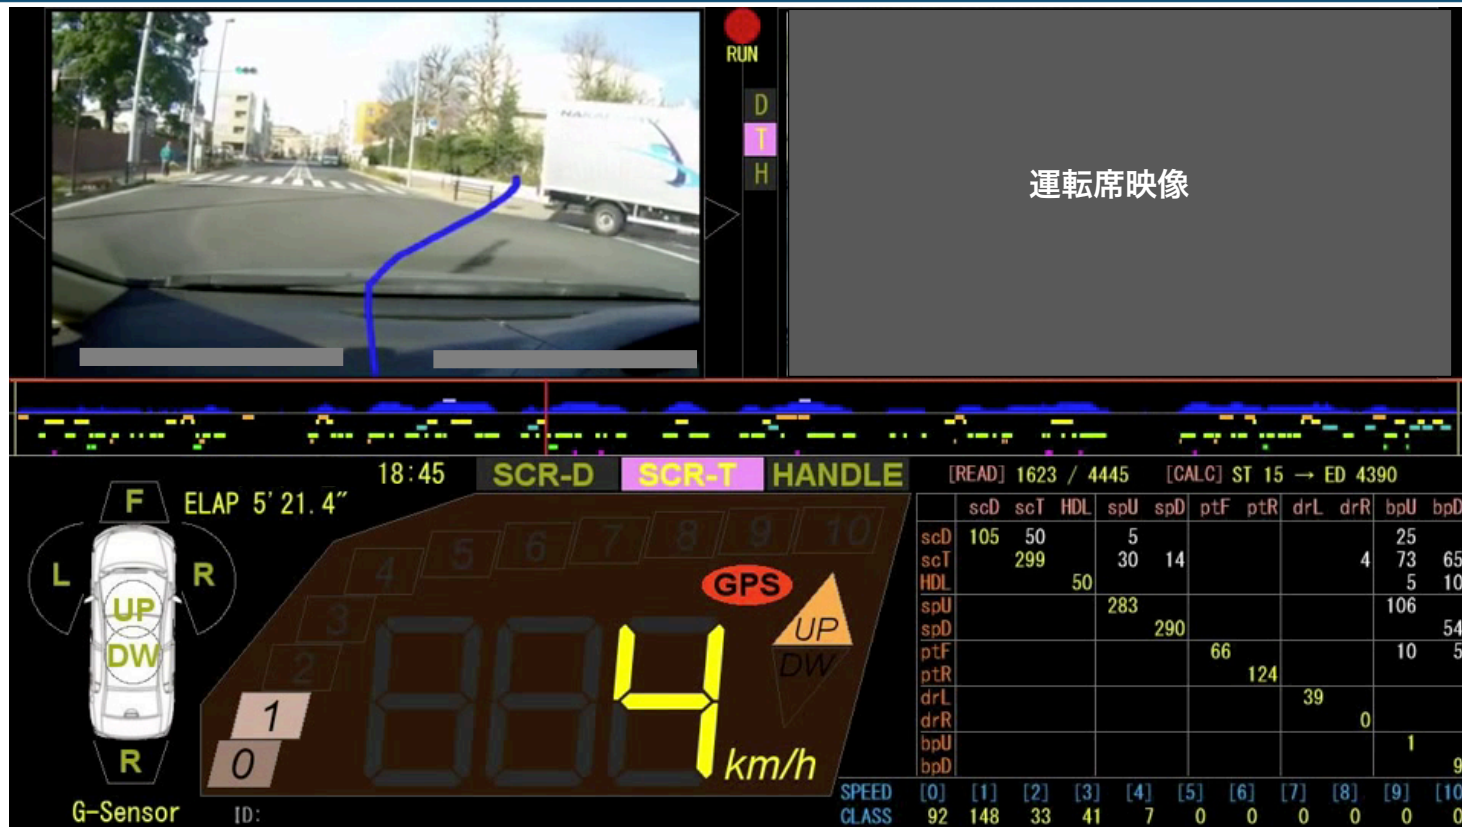 NAKA
RUN
D
T
H
運転席映像
18:45
SCR-D
SCR-T
HANDLE
[READ] 1623 / 4445 [CALC] ST 15 → ED 4390
F
ELAP 5'21.4"
L
R
UP
DW
R
G-Sensor
ID:
0
1
2
3
4
5
6
7
8
9
10
GPS
UP
DW
4
km/h
scD scT HDL spU spD ptF ptR drL drR bpU bpD
scD 105 50 5 25
scT 299 30 14 4 73 65
HDL 50 5 10
spU 283 106
spD 290 54
ptF 66 10 5
ptR 124
drL 39
drR 0
bpU 1
bpD 9
SPEED [0] [1] [2] [3] [4] [5] [6] [7] [8] [9] [10
CLASS 92 148 33 41 7 0 0 0 0 0 0